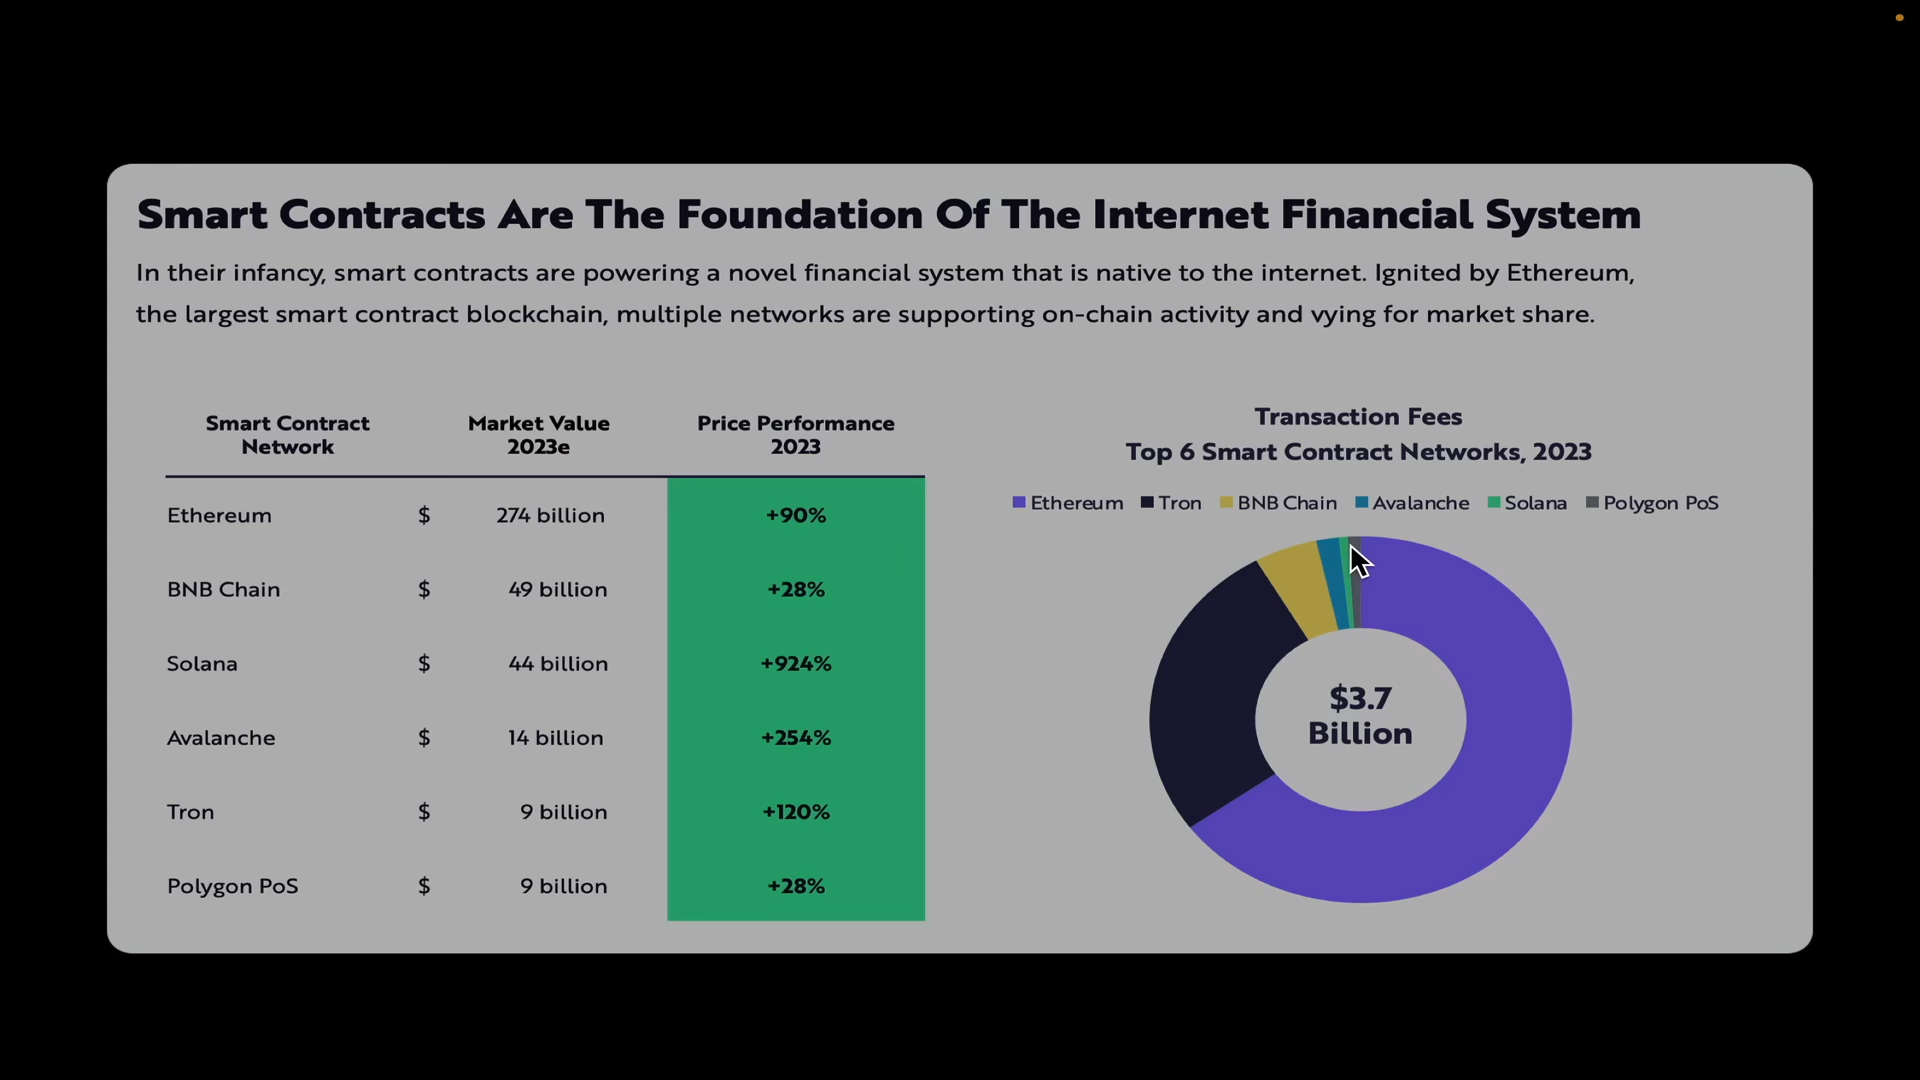 Smart Contracts Are The Foundation Of The Internet Financial System
In their infancy, smart contracts are powering a novel financial system that is native to the internet. Ignited by Ethereum,
the largest smart contract blockchain, multiple networks are supporting on-chain activity and vying for market share.
Smart Contract Network Market Value 2023e Price Performance 2023
Ethereum $ 274 billion +90%
BNB Chain $ 49 billion +28%
Solana $ 44 billion +924%
Avalanche $ 14 billion +254%
Tron $ 9 billion +120%
Polygon PoS $ 9 billion +28%
Transaction Fees
Top 6 Smart Contract Networks, 2023
Ethereum Tron BNB Chain Avalanche Solana Polygon PoS
$3.7
Billion